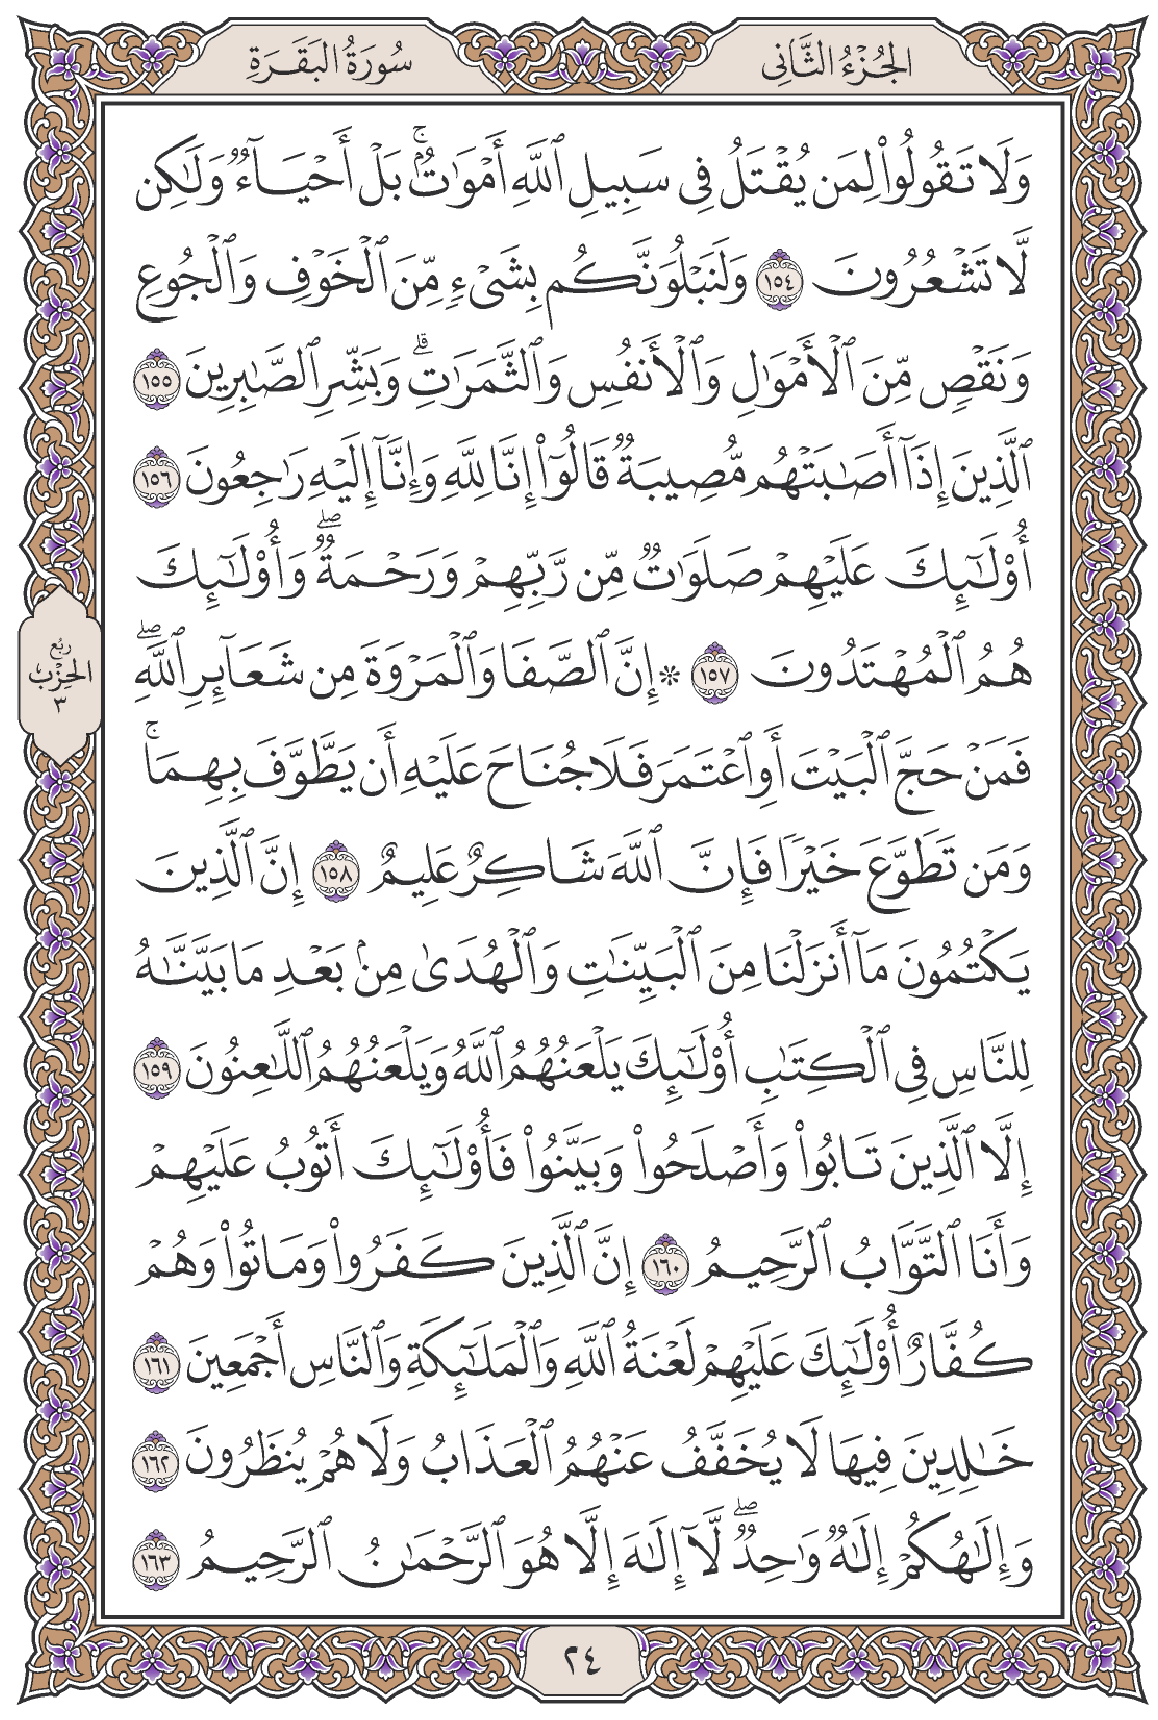 الجُزْءُ الثَّانِى
سُورَةُ البَقَرَةِ
وَلَا تَقُولُوا۟ لِمَن يُقْتَلُ فِى سَبِيلِ ٱللَّهِ أَمْوَٰتٌۢ ۚ بَلْ أَحْيَآءٌ وَلَـٰكِن
لَّا تَشْعُرُونَ ١٥٤ وَلَنَبْلُوَنَّكُم بِشَىْءٍ مِّنَ ٱلْخَوْفِ وَٱلْجُوعِ
وَنَقْصٍ مِّنَ ٱلْأَمْوَٰلِ وَٱلْأَنفُسِ وَٱلثَّمَرَٰتِ ۗ وَبَشِّرِ ٱلصَّـٰبِرِينَ ١٥٥
ٱلَّذِينَ إِذَآ أَصَـٰبَتْهُم مُّصِيبَةٌ قَالُوٓا۟ إِنَّا لِلَّهِ وَإِنَّآ إِلَيْهِ رَٰجِعُونَ ١٥٦
أُو۟لَـٰٓئِكَ عَلَيْهِمْ صَلَوَٰتٌ مِّن رَّبِّهِمْ وَرَحْمَةٌ ۖ وَأُو۟لَـٰٓئِكَ
هُمُ ٱلْمُهْتَدُونَ ١٥٧ ۞ إِنَّ ٱلصَّفَا وَٱلْمَرْوَةَ مِن شَعَآئِرِ ٱللَّهِ ۖ
رُبُع
الحِزْب
٣
فَمَنْ حَجَّ ٱلْبَيْتَ أَوِ ٱعْتَمَرَ فَلَا جُنَاحَ عَلَيْهِ أَن يَطَّوَّفَ بِهِمَا ۚ
وَمَن تَطَوَّعَ خَيْرًا فَإِنَّ ٱللَّهَ شَاكِرٌ عَلِيمٌ ١٥٨ إِنَّ ٱلَّذِينَ
يَكْتُمُونَ مَآ أَنزَلْنَا مِنَ ٱلْبَيِّنَـٰتِ وَٱلْهُدَىٰ مِنۢ بَعْدِ مَا بَيَّنَّـٰهُ
لِلنَّاسِ فِى ٱلْكِتَـٰبِ أُو۟لَـٰٓئِكَ يَلْعَنُهُمُ ٱللَّهُ وَيَلْعَنُهُمُ ٱللَّـٰعِنُونَ ١٥٩
إِلَّا ٱلَّذِينَ تَابُوا۟ وَأَصْلَحُوا۟ وَبَيَّنُوا۟ فَأُو۟لَـٰٓئِكَ أَتُوبُ عَلَيْهِمْ
وَأَنَا ٱلتَّوَّابُ ٱلرَّحِيمُ ١٦٠ إِنَّ ٱلَّذِينَ كَفَرُوا۟ وَمَاتُوا۟ وَهُمْ
كُفَّارٌ أُو۟لَـٰٓئِكَ عَلَيْهِمْ لَعْنَةُ ٱللَّهِ وَٱلْمَلَـٰٓئِكَةِ وَٱلنَّاسِ أَجْمَعِينَ ١٦١
خَـٰلِدِينَ فِيهَا لَا يُخَفَّفُ عَنْهُمُ ٱلْعَذَابُ وَلَا هُمْ يُنظَرُونَ ١٦٢
وَإِلَـٰهُكُمْ إِلَـٰهٌ وَٰحِدٌ ۖ لَّآ إِلَـٰهَ إِلَّا هُوَ ٱلرَّحْمَـٰنُ ٱلرَّحِيمُ ١٦٣
٢٤